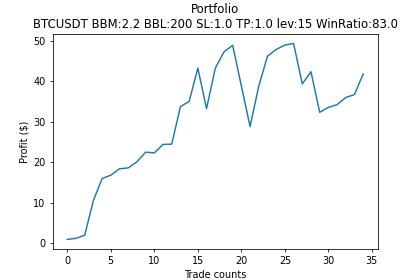 Portfolio
BTCUSDT BBM:2.2 BBL:200 SL:1.0 TP:1.0 lev:15 WinRatio:83.0
50
40
30
20
10
0
Profit ($)
0 5 10 15 20 25 30 35
Trade counts